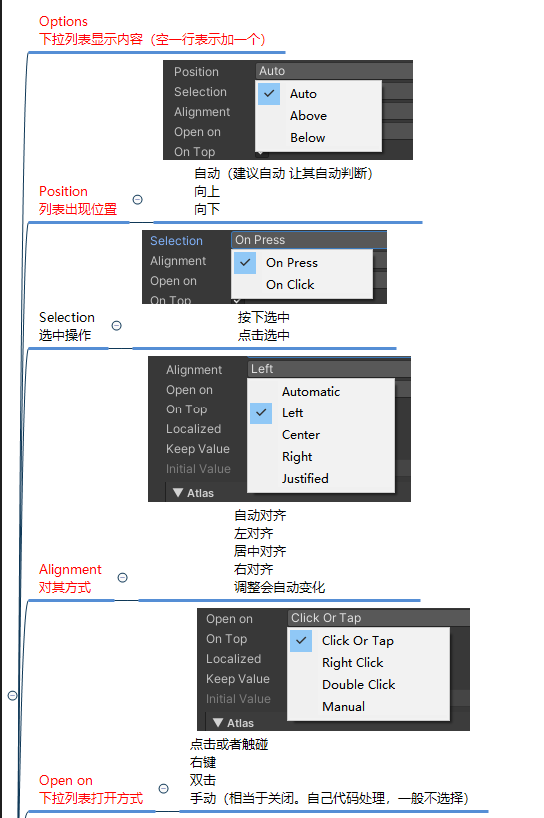 Options
下拉列表显示内容（空一行表示加一个）
Position
Auto
Selection
Alignment
Open on
On Top
Auto
Above
Below
自动（建议自动 让其自动判断）
向上
向下
Position
列表出现位置
Selection
On Press
Alignment
Open on
On Top
On Press
On Click
按下选中
点击选中
Selection
选中操作
Alignment
Left
Open on
On Top
Localized
Keep Value
Initial Value
Atlas
Automatic
Left
Center
Right
Justified
自动对齐
左对齐
居中对齐
右对齐
调整会自动变化
Alignment
对其方式
Open on
Click Or Tap
On Top
Localized
Keep Value
Initial Value
Atlas
Click Or Tap
Right Click
Double Click
Manual
点击或者触碰
右键
双击
手动（相当于关闭。自己代码处理，一般不选择）
Open on
下拉列表打开方式